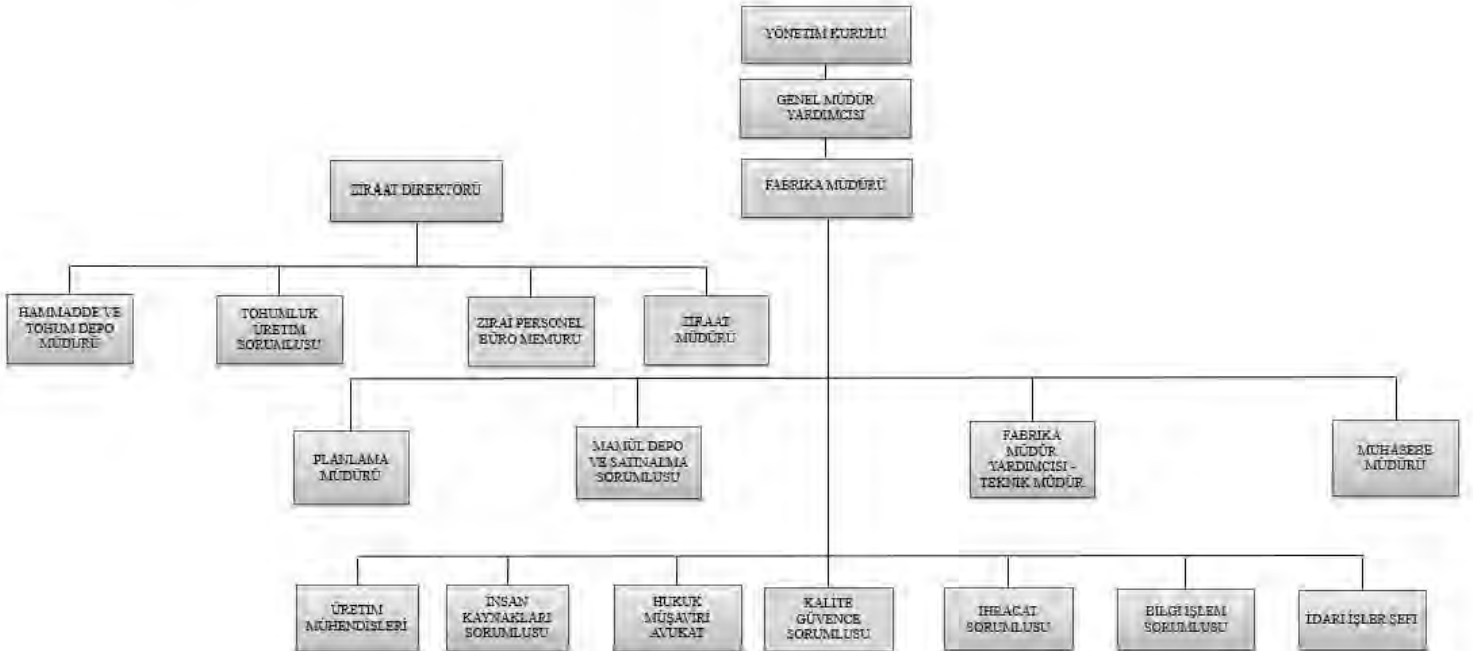 YÖNETİM KURULU
GENEL MÜDÜR
YARDIMCISI
FABRİKA MÜDÜRÜ
ZİRAAT DİREKTÖRÜ
HAMMADDE VE
TOHUM DEPO
MÜDÜRÜ
TOHUMLUK
ÜRETİM
SORUMLUSU
ZİRAİ PERSONEL
BÜRO MEMURU
ZİRAAT
MÜDÜRÜ
PLANLAMA
MÜDÜRÜ
MAMÜL DEPO
VE SATINALMA
SORUMLUSU
FABRİKA
MÜDÜR
YARDIMCISI -
TEKNİK MÜDÜR
MUHASEBE
MÜDÜRÜ
ÜRETİM
MÜHENDİSLERİ
İNSAN
KAYNAKLARI
SORUMLUSU
HUKUK
MÜŞAVİRİ
AVUKAT
KALİTE
GÜVENCE
SORUMLUSU
İHRACAT
SORUMLUSU
BİLGİ İŞLEM
SORUMLUSU
İDARİ İŞLER ŞEFİ